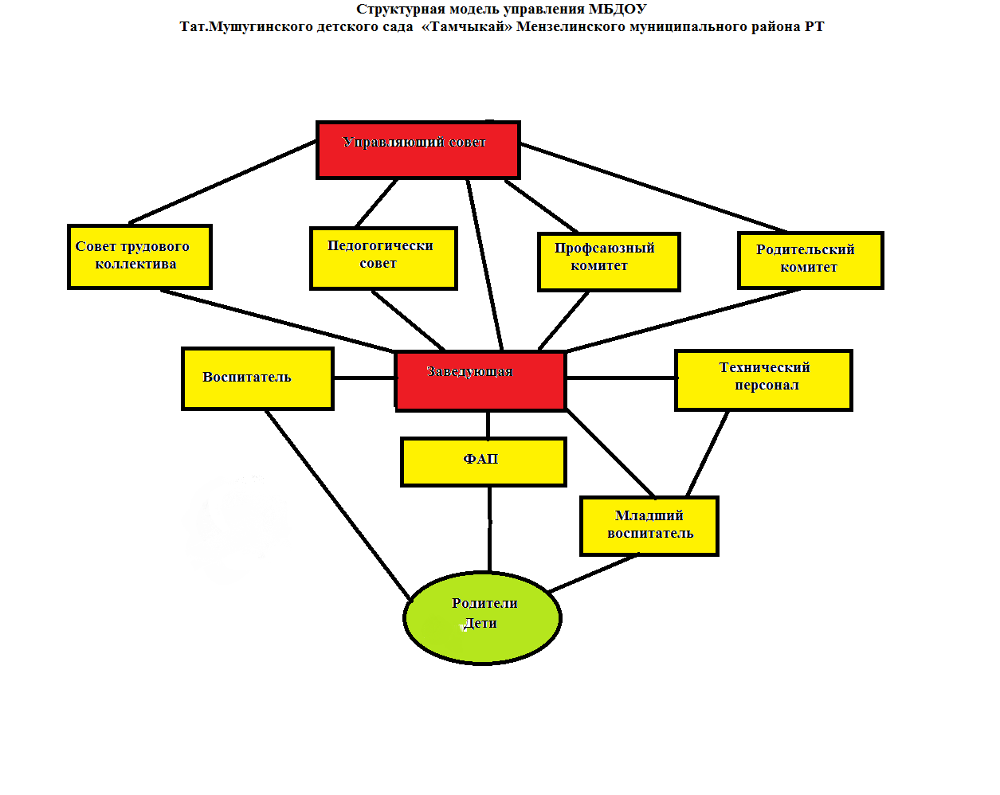 Структурная модель управления МБДОУ
Тат.Мушугинского детского сада «Тамчыкай» Мензелинского муниципального района РТ
Управляющий совет
Совет трудового
коллектива
Педогогически
совет
Профсаюзный
комитет
Родительский
комитет
Воспитатель
Заведующая
Технический
персонал
ФАП
Младший
воспитатель
Родители
Дети